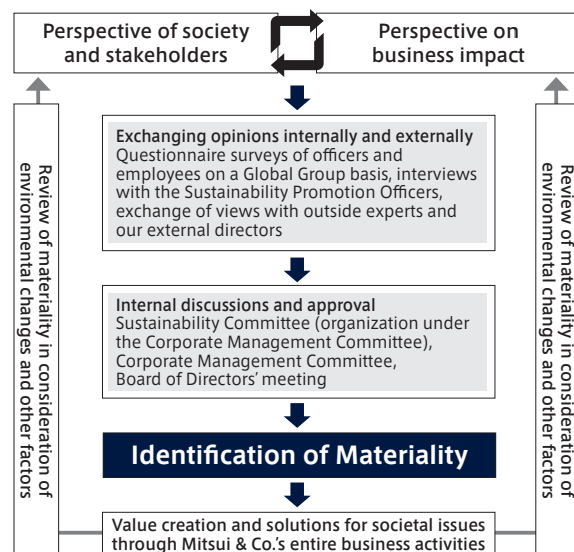 Perspective of society
and stakeholders
Perspective on
business impact
Exchanging opinions internally and externally
Questionnaire surveys of officers and
employees on a Global Group basis, interviews
with the Sustainability Promotion Officers,
exchange of views with outside experts and
our external directors
Internal discussions and approval
Sustainability Committee (organization under
the Corporate Management Committee),
Corporate Management Committee,
Board of Directors’ meeting
Identification of Materiality
Value creation and solutions for societal issues
through Mitsui & Co.’s entire business activities
Review of materiality in consideration of
environmental changes and other factors
Review of materiality in consideration of
environmental changes and other factors